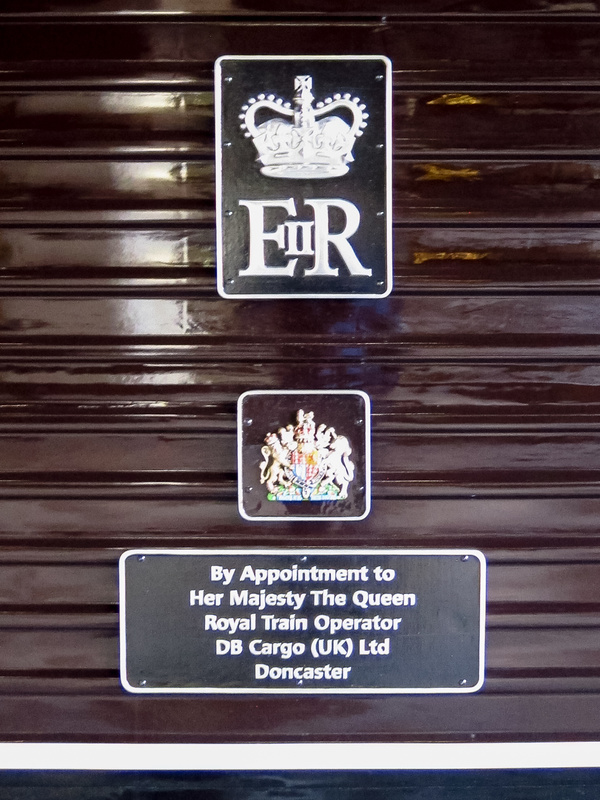 EIIR
By Appointment to
Her Majesty The Queen
Royal Train Operator
DB Cargo (UK) Ltd
Doncaster